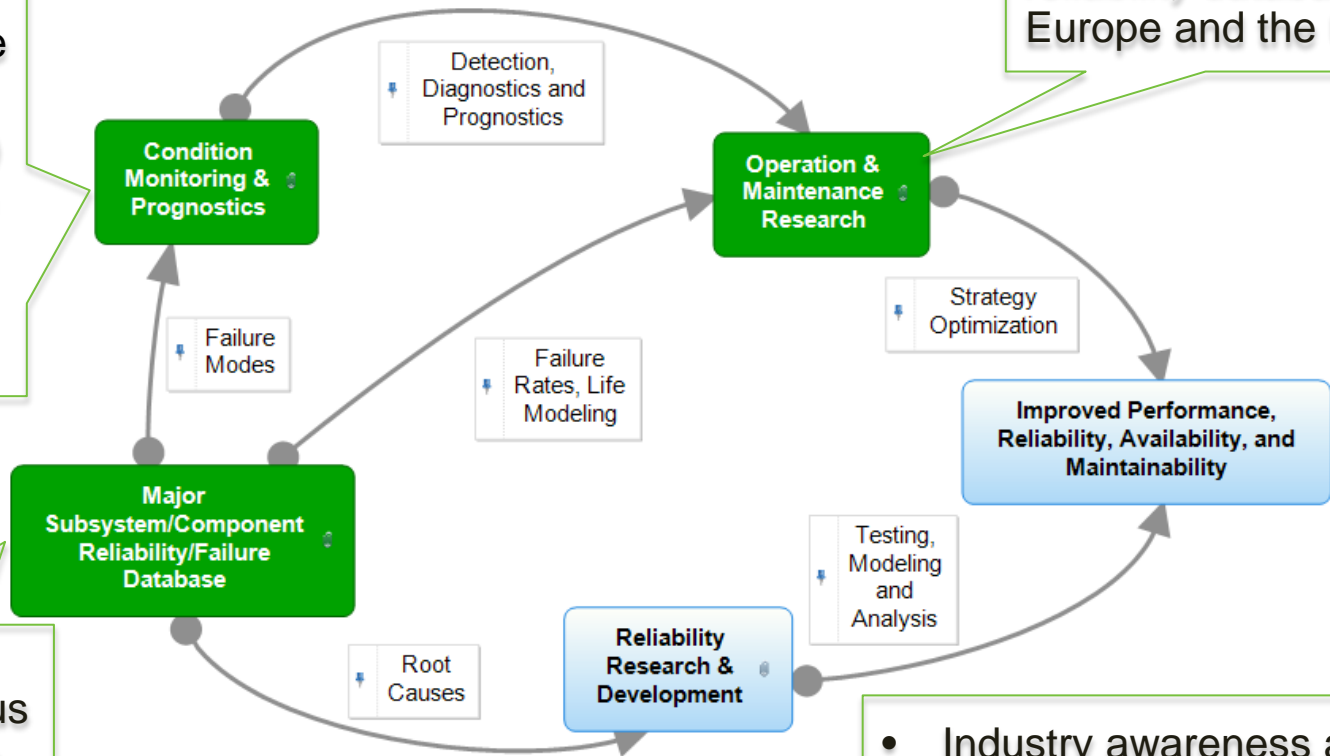 Europe and the
Detection,
Diagnostics and
Prognostics
Condition
Monitoring &
Prognostics
Operation &
Maintenance
Research
Strategy
Optimization
Failure
Modes
Failure
Rates, Life
Modeling
Improved Performance,
Reliability, Availability, and
Maintainability
Major
Subsystem/Component
Reliability/Failure
Database
Testing,
Modeling
and
Analysis
Reliability
Research &
Development
Root
Causes
• Industry awareness